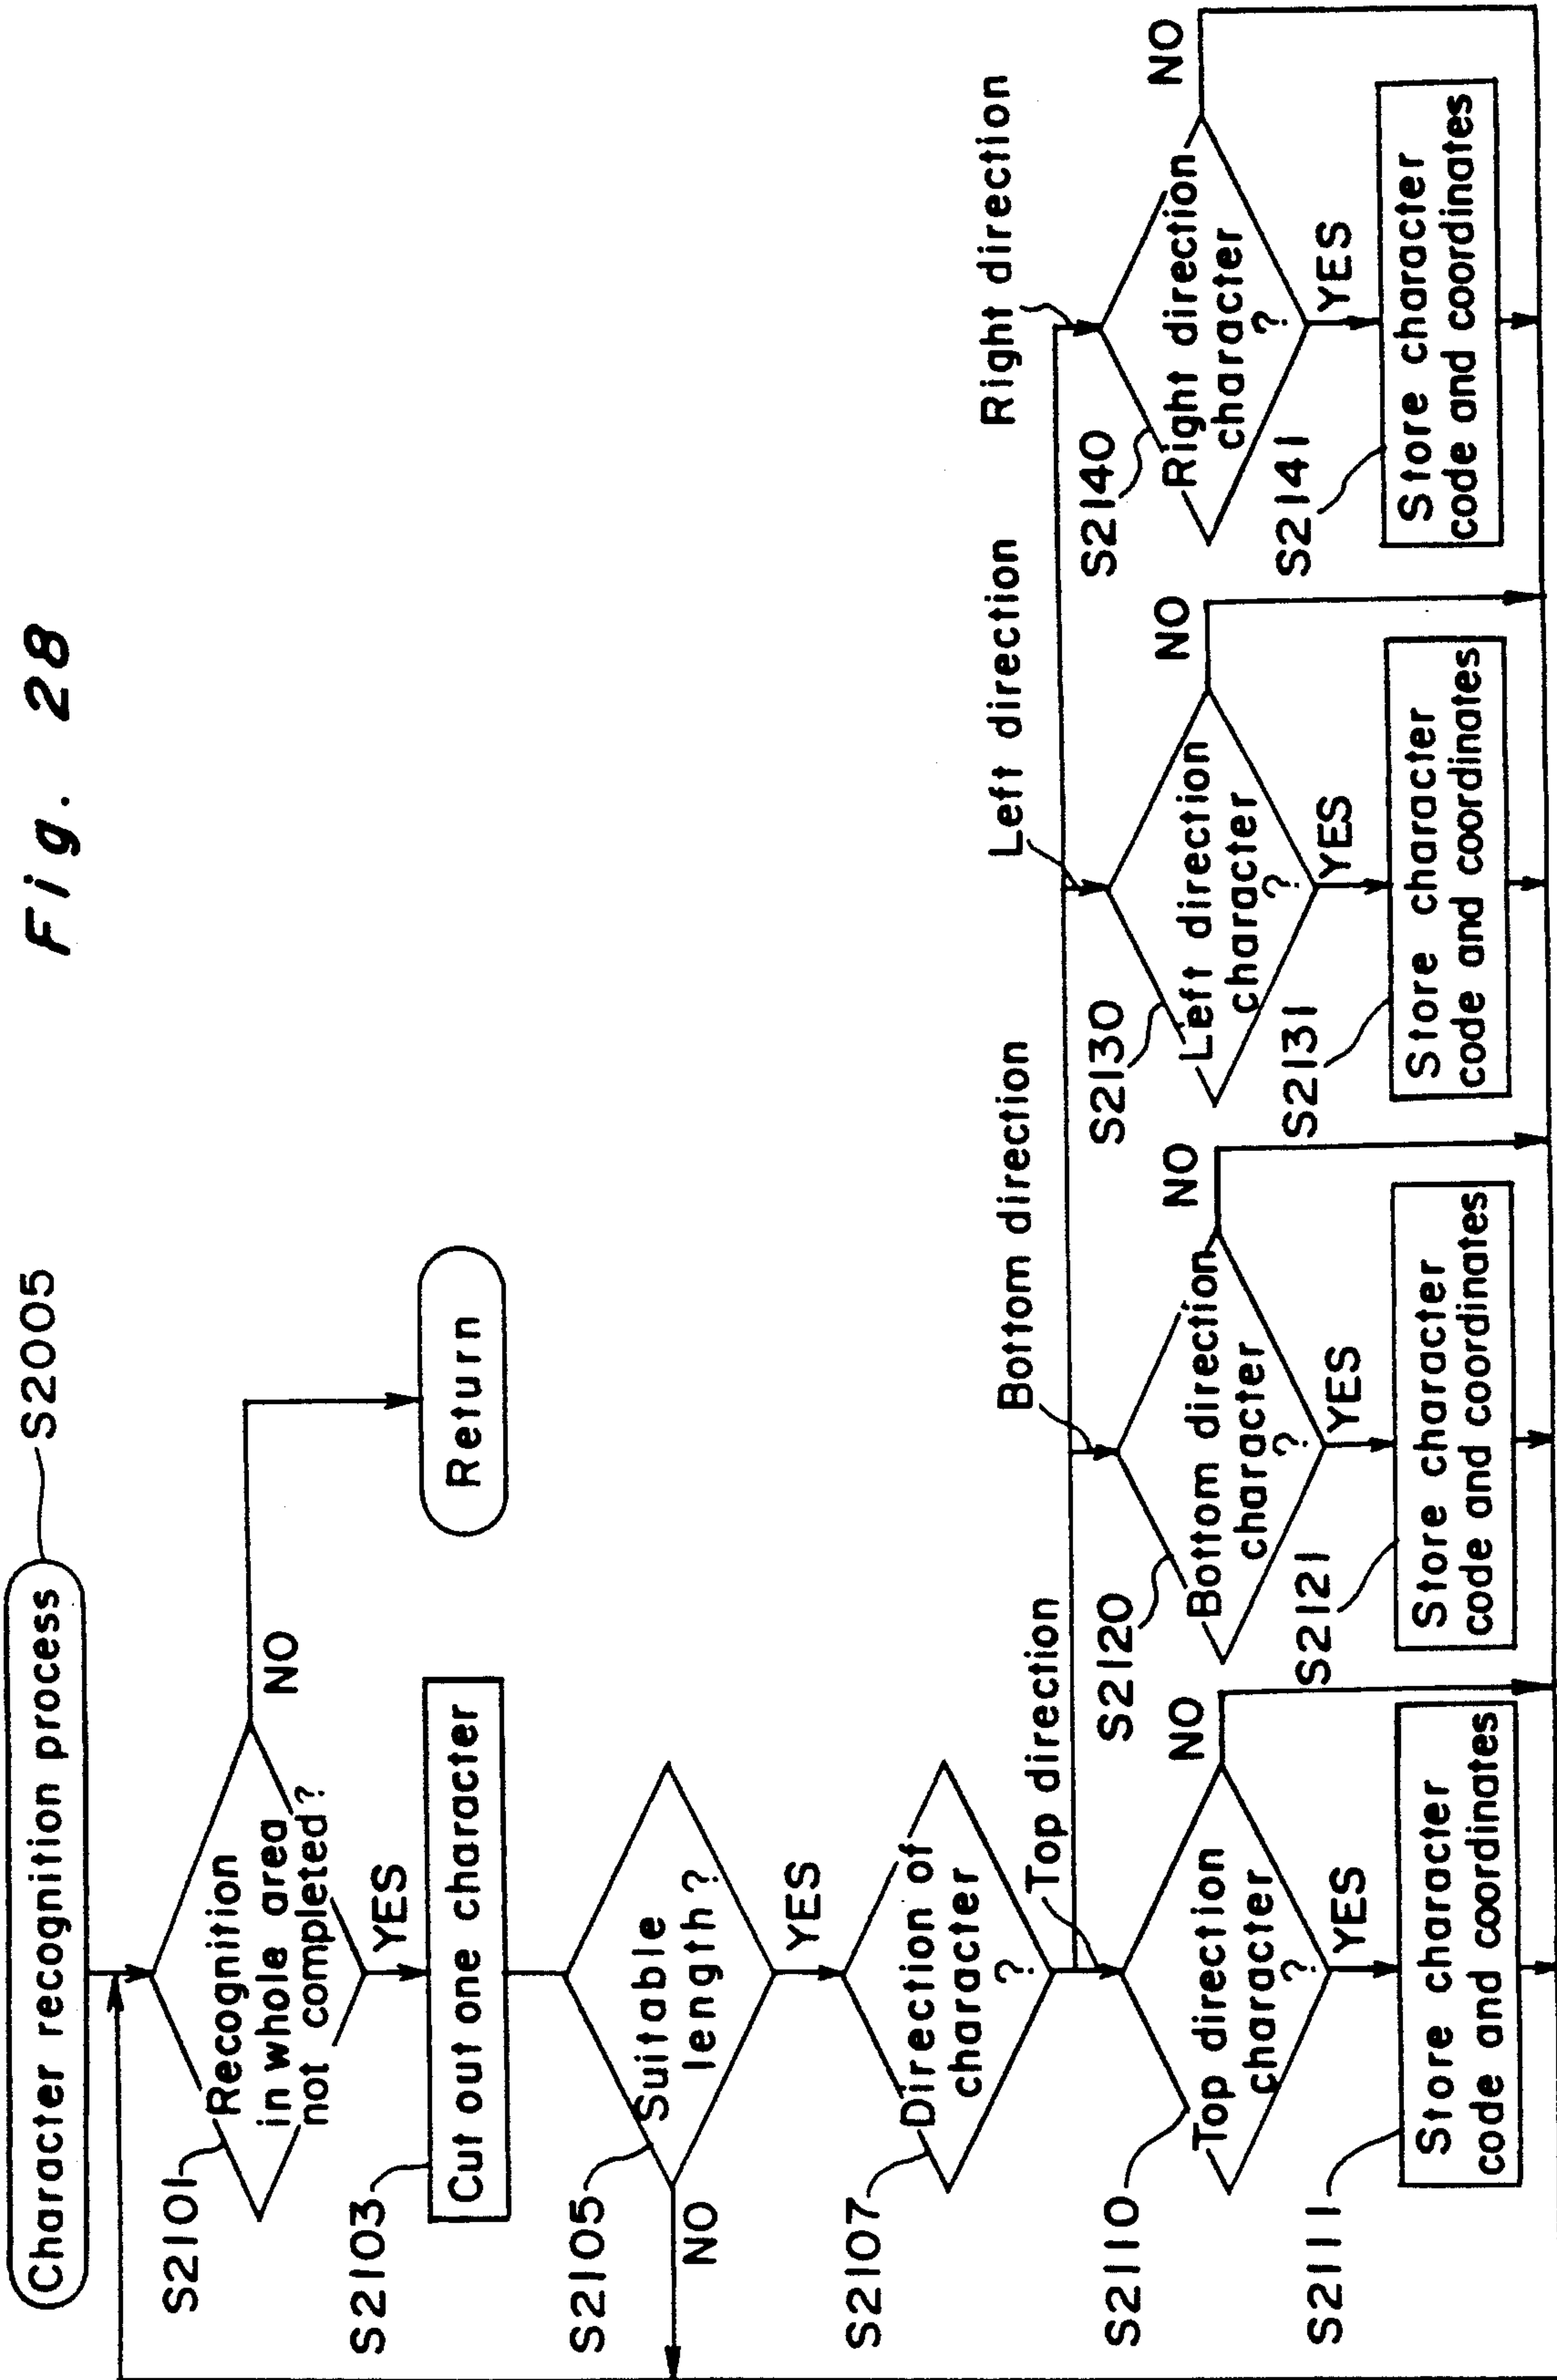 Fig. 28
Character recognition process
S2005
S2101
Recognition
in whole area
not completed?
NO
YES
Return
S2103
Cut out one character
S2105
Suitable
length?
NO
YES
S2107
Direction of
character
?
Top direction
Bottom direction
Left direction
Right direction
S2110
Top direction
character
?
NO
YES
S2111
Store character
code and coordinates
S2120
Bottom direction
character
?
NO
YES
S2121
Store character
code and coordinates
S2130
Left direction
character
?
NO
YES
S2131
Store character
code and coordinates
S2140
Right direction
character
?
NO
YES
S2141
Store character
code and coordinates